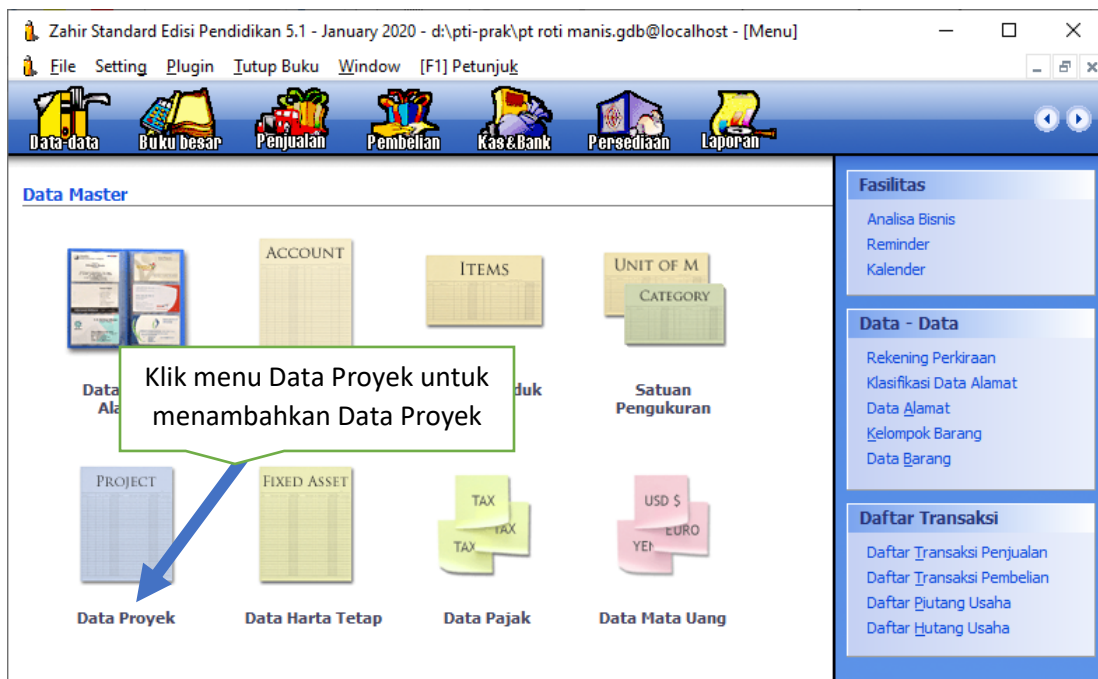 Zahir Standard Edisi Pendidikan 5.1 - January 2020 - d:\pti-prak\pt roti manis.gdb@localhost - [Menu]
File Setting Plugin Tutup Buku Window [F1] Petunjuk
Data-data Buku besar Penjualan Pembelian Kas&Bank Persediaan Laporan
Data Master
ACCOUNT
ITEMS
UNIT OF M
CATEGORY
Klik menu Data Proyek untuk
menambahkan Data Proyek
Data
Satuan
Pengukuran
PROJECT
FIXED ASSET
TAX
TAX
TAX
USD $
EURO
YEN
Data Proyek Data Harta Tetap Data Pajak Data Mata Uang
Fasilitas
Analisa Bisnis
Reminder
Kalender
Data - Data
Rekening Perkiraan
Klasifikasi Data Alamat
Data Alamat
Kelompok Barang
Data Barang
Daftar Transaksi
Daftar Transaksi Penjualan
Daftar Transaksi Pembelian
Daftar Piutang Usaha
Daftar Hutang Usaha